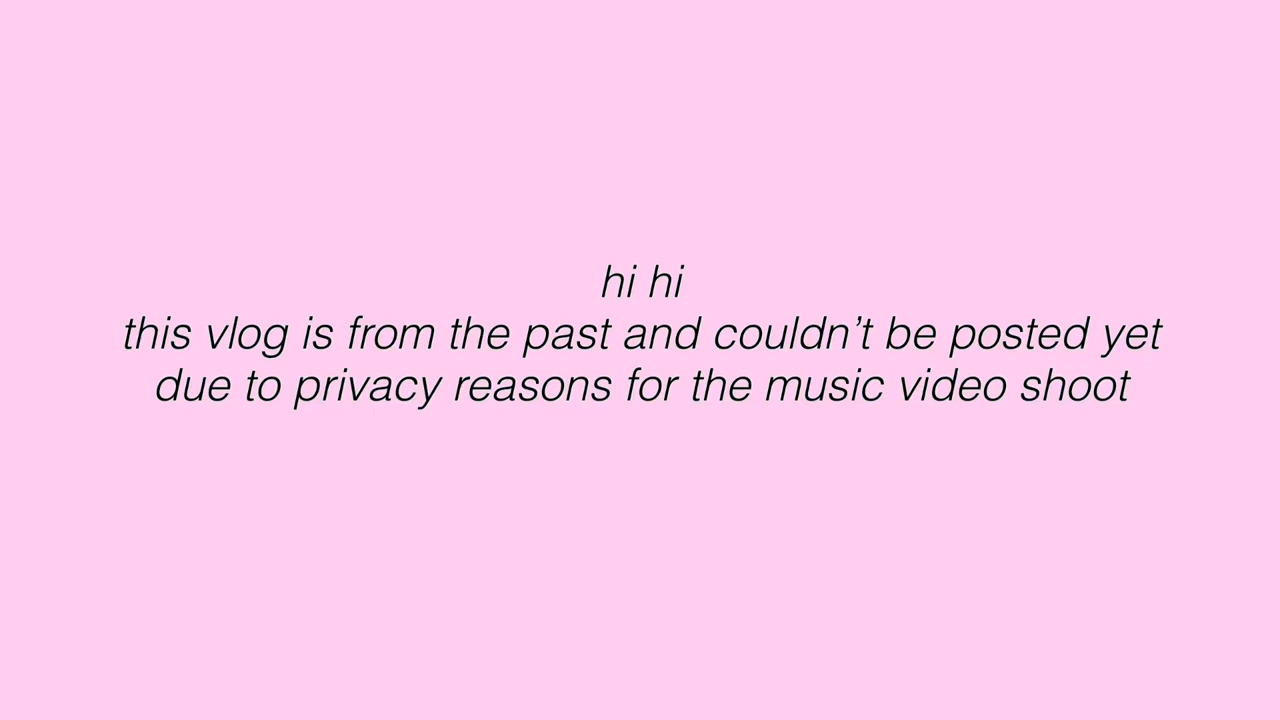 hi hi
this vlog is from the past and couldn’t be posted yet
due to privacy reasons for the music video shoot